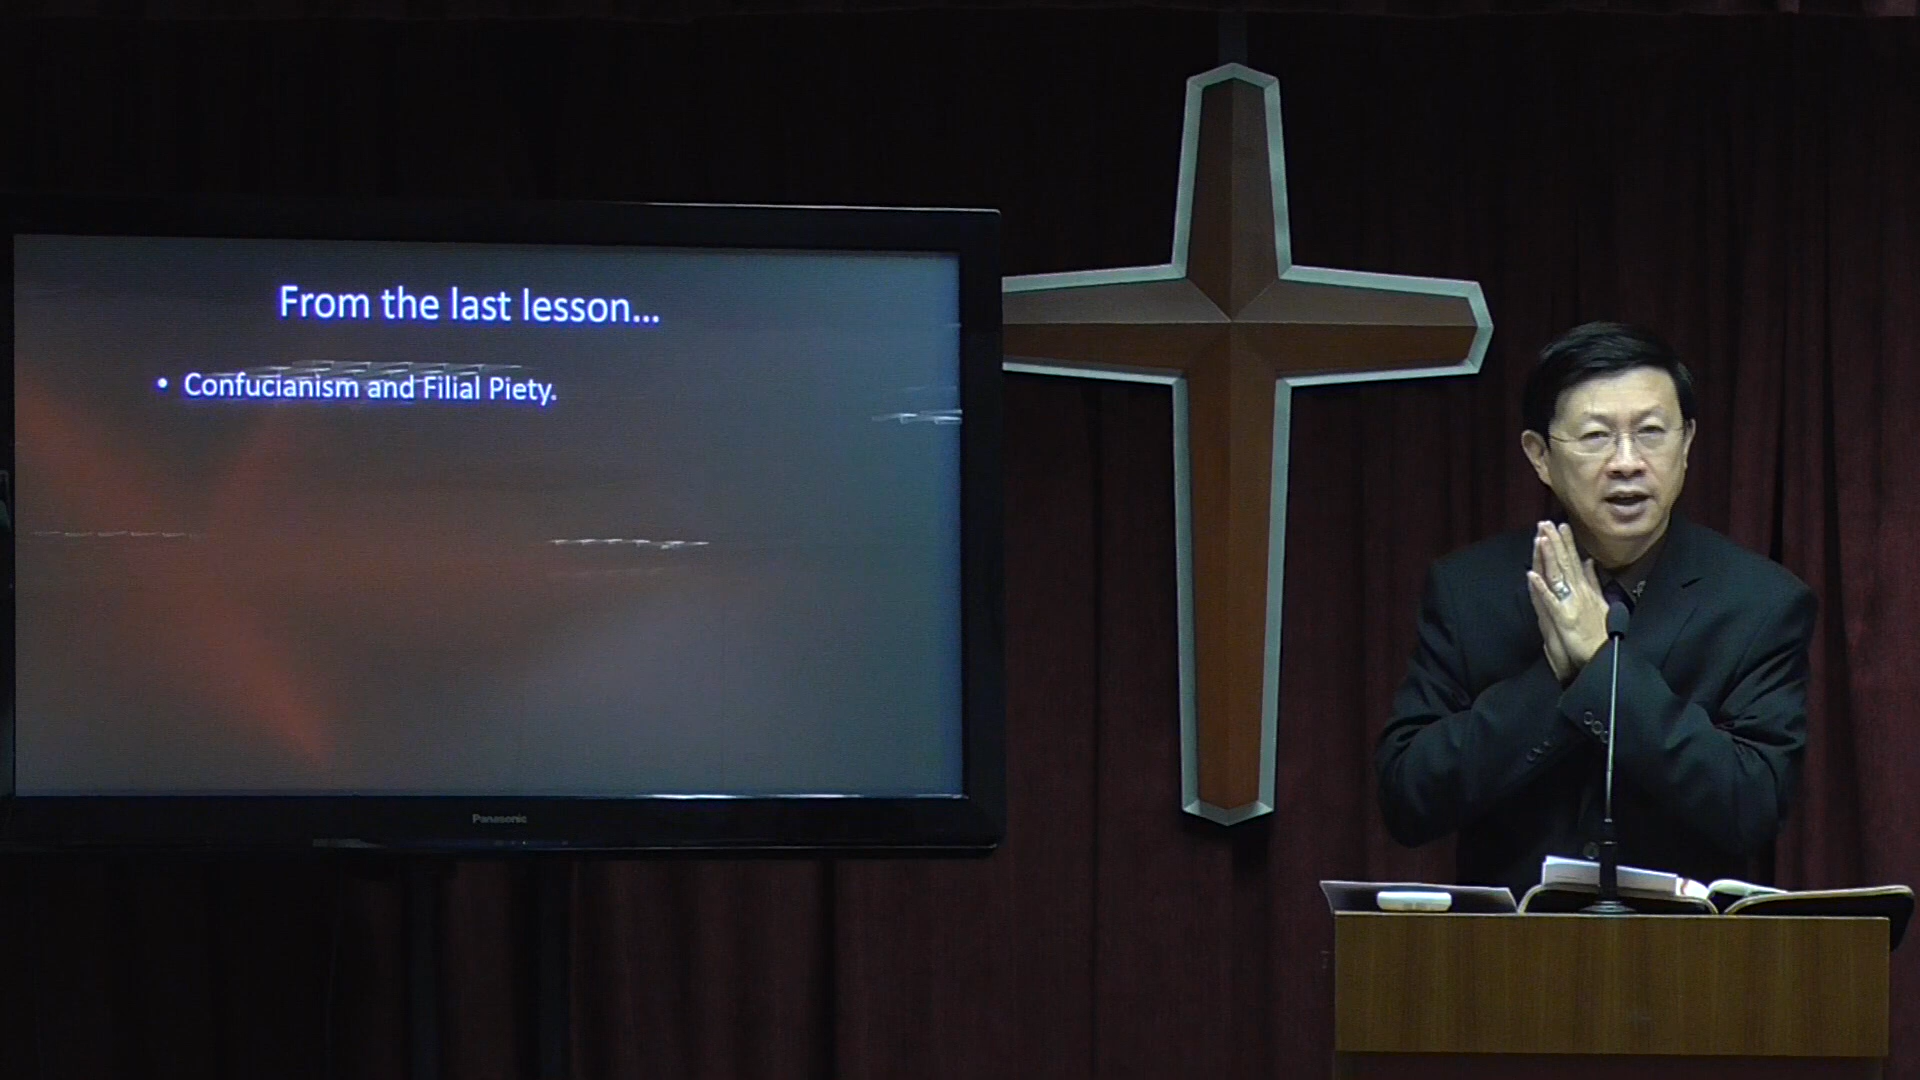 From the last lesson...
• Confucianism and Filial Piety.
Panasonic